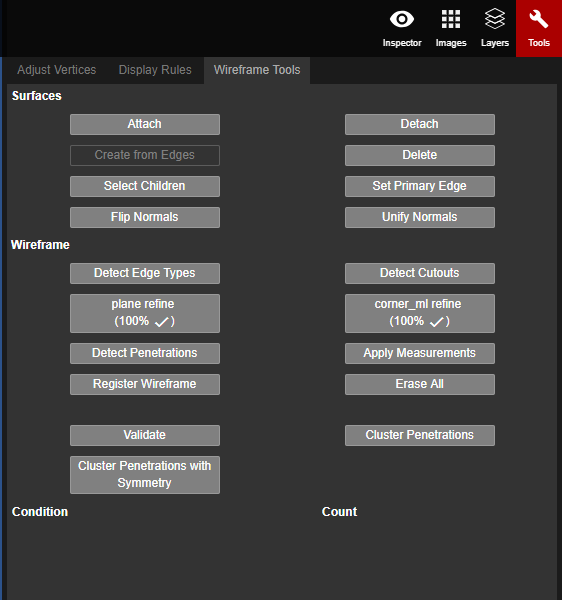 Inspector Images Layers Tools
Adjust Vertices Display Rules Wireframe Tools
Surfaces
Attach Detach
Create from Edges Delete
Select Children Set Primary Edge
Flip Normals Unify Normals
Wireframe
Detect Edge Types Detect Cutouts
plane refine corner_ml refine
(100% ✓) (100% ✓)
Detect Penetrations Apply Measurements
Register Wireframe Erase All
Validate Cluster Penetrations
Cluster Penetrations with
Symmetry
Condition Count